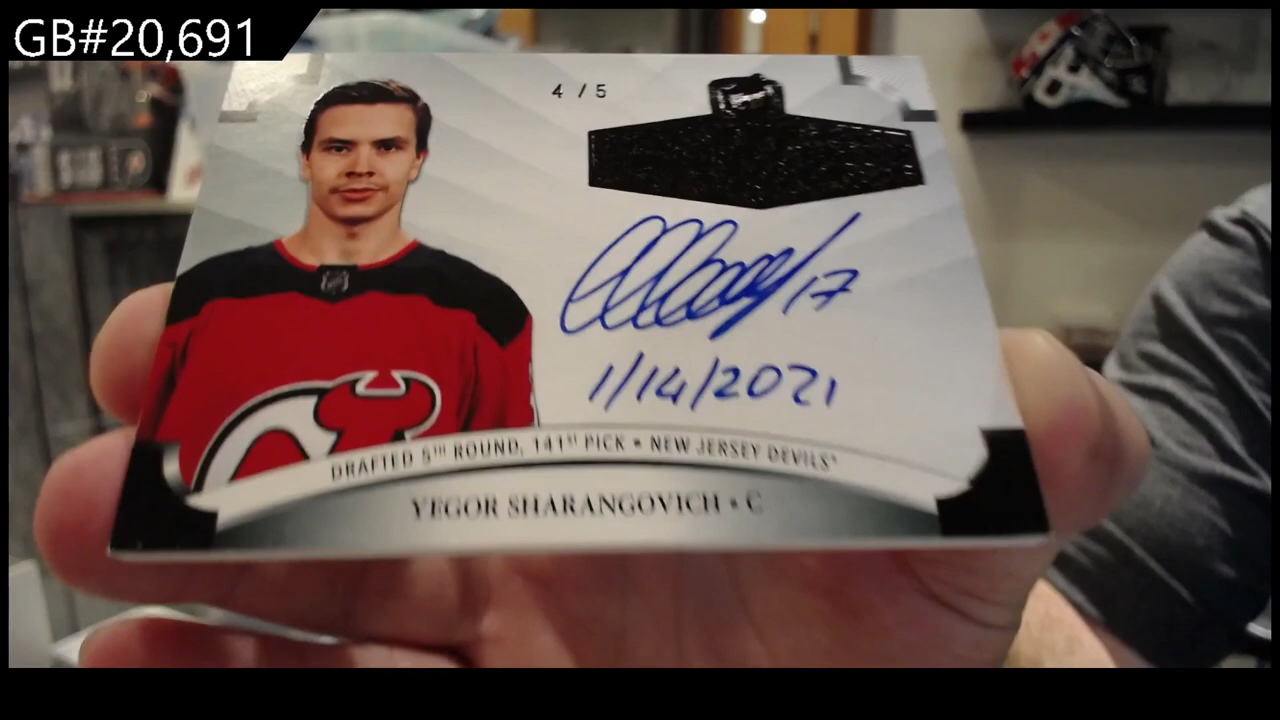 GB#20,691
4 / 5
17
1/14/2021
DRAFTED 5TH ROUND, 141ST PICK • NEW JERSEY DEVILS
YEGOR SHARANGOVICH • C